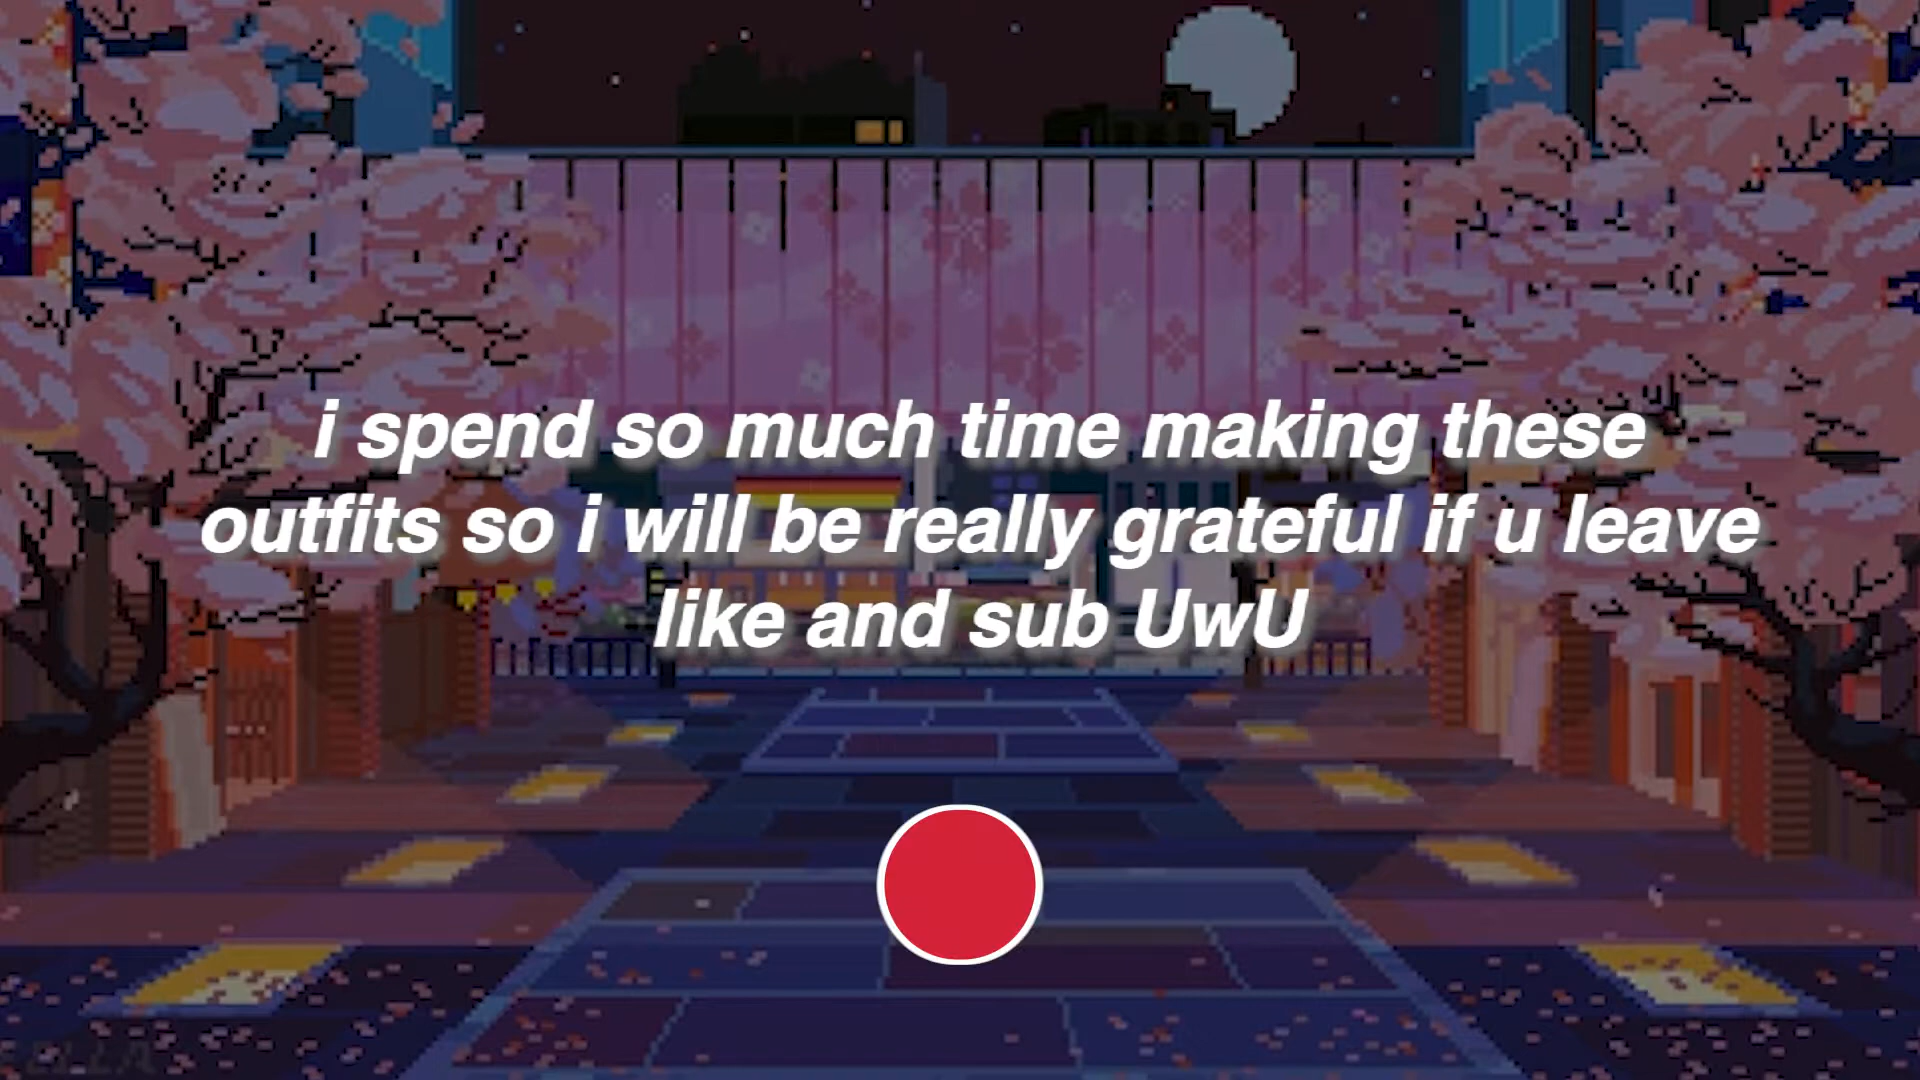 i spend so much time making these
outfits so i will be really grateful if u leave
like and sub UwU